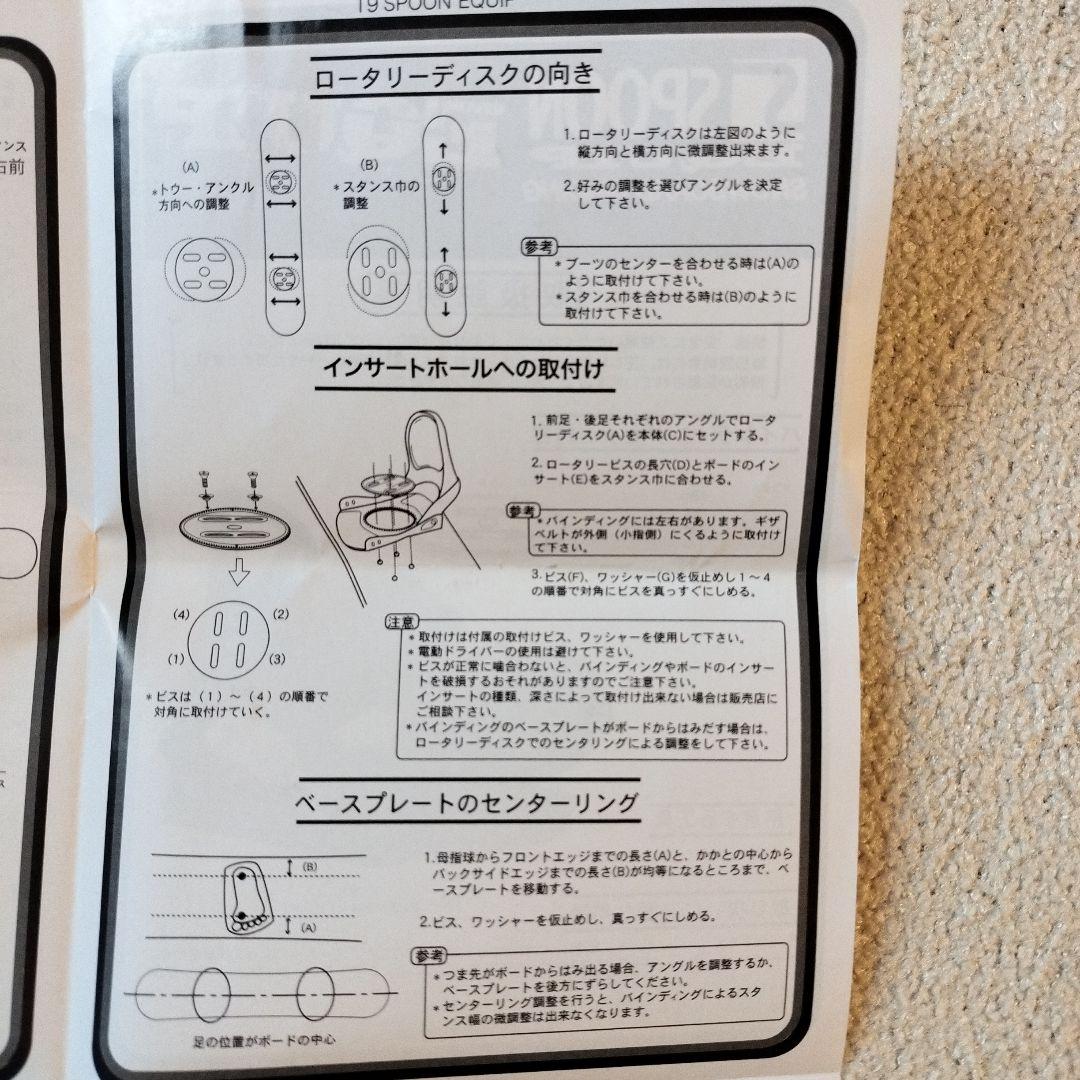 19 SPOON EQUIP
ンス
右前
ロータリーディスクの向き
(A)
*トウー・アンクル
方向への調整
(B)
*スタンス巾の
調整
1.ロータリーディスクは左図のように
縦方向と横方向に微調整出来ます。
2.好みの調整を選びアングルを決定
して下さい。
参考
*ブーツのセンターを合わせる時は(A)の
ように取付けて下さい。
*スタンス巾を合わせる時は(B)のように
取付けて下さい。
インサートホールへの取付け
1. 前足・後足それぞれのアングルでロータ
リーディスク(A)を本体(C)にセットする。
2.ロータリービスの長穴(D)とボードのイン
サート(E)をスタンス巾に合わせる。
参考
*バインディングには左右があります。ギザ
ベルトが外側(小指側)にくるように取付け
て下さい。
3.ビス(F)、ワッシャー(G)を仮止めし1~4
の順番で対角にビスを真っすぐにしめる。
(4)
(2)
(1)
(3)
*ビスは(1)~(4)の順番で
対角に取付けていく。
注意
*取付けは付属の取付けビス、ワッシャーを使用して下さい。
*電動ドライバーの使用は避けて下さい。
*ビスが正常に噛合わないと、バインディングやボードのインサー
トを破損するおそれがありますのでご注意下さい。
インサートの種類、深さによって取付け出来ない場合は販売店に
ご相談下さい。
*バインディングのベースプレートがボードからはみだす場合は、
ロータリーディスクでのセンタリングによる調整をして下さい。
ベースプレートのセンターリング
(B)
(A)
1.母指球からフロントエッジまでの長さ(A)と、かかとの中心から
バックサイドエッジまでの長さ(B)が均等になるところまで、ベ
ースプレートを移動する。
2.ビス、ワッシャーを仮止めし、真っすぐにしめる。
参考
*つま先がボードからはみ出る場合、アングルを調整するか、
ベースプレートを後方にずらしてください。
*センターリング調整を行うと、バインディングによるスタ
ンス幅の微調整は出来なくなります。
足の位置がボードの中心